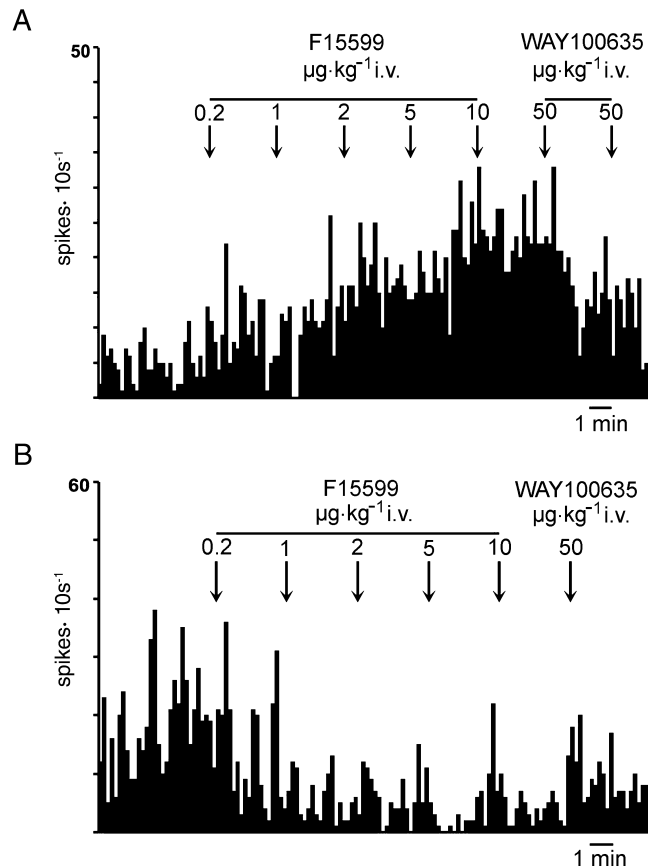 A
50
F15599
µg·kg⁻¹i.v.
WAY100635
µg·kg⁻¹i.v.
0.2 1 2 5 10 50 50
spikes· 10s⁻¹
1 min
B
60
F15599
µg·kg⁻¹i.v.
WAY100635
µg·kg⁻¹i.v.
0.2 1 2 5 10 50
spikes· 10s⁻¹
1 min